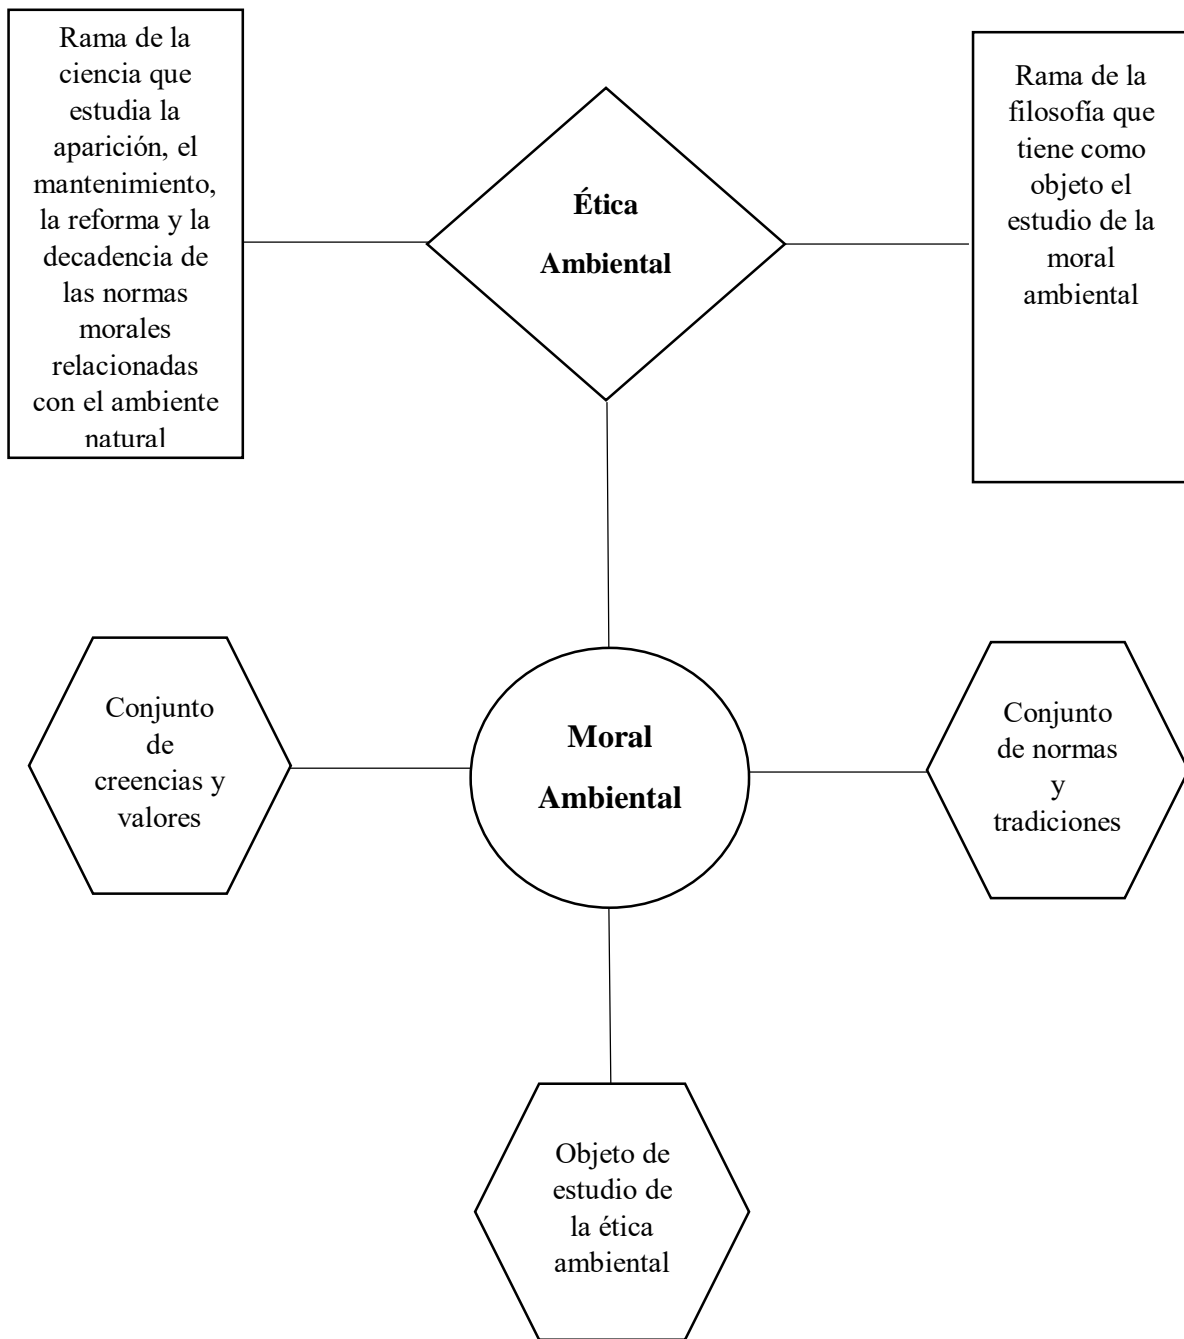 Rama de la
ciencia que
estudia la
aparición, el
mantenimiento,
la reforma y la
decadencia de
las normas
morales
relacionadas
con el ambiente
natural
Ética
Ambiental
Rama de la
filosofía que
tiene como
objeto el
estudio de la
moral
ambiental
Conjunto
de
creencias y
valores
Moral
Ambiental
Conjunto
de normas
y
tradiciones
Objeto de
estudio de
la ética
ambiental